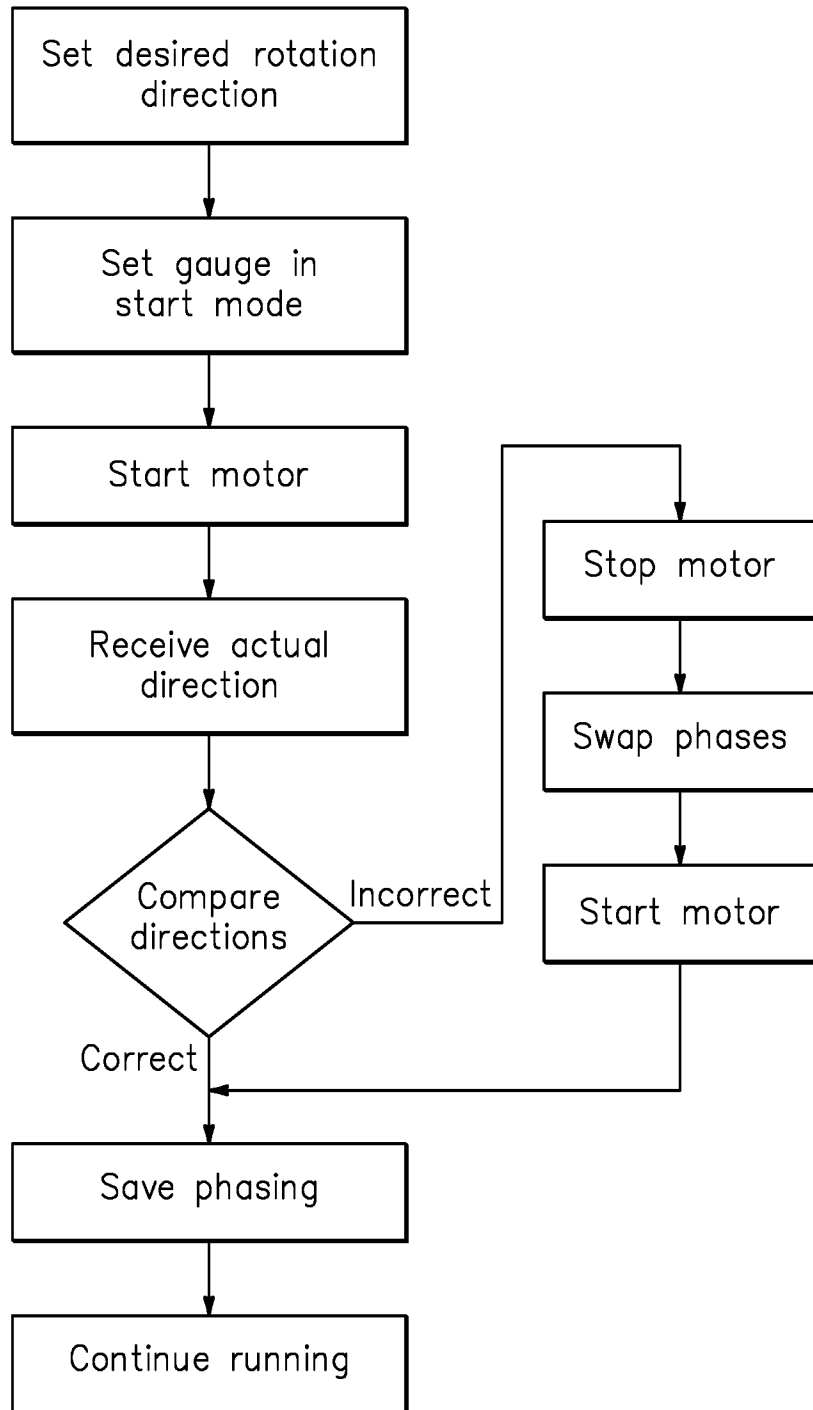 Set desired rotation
direction
Set gauge in
start mode
Start motor
Receive actual
direction
Compare
directions
Incorrect
Correct
Stop motor
Swap phases
Start motor
Save phasing
Continue running